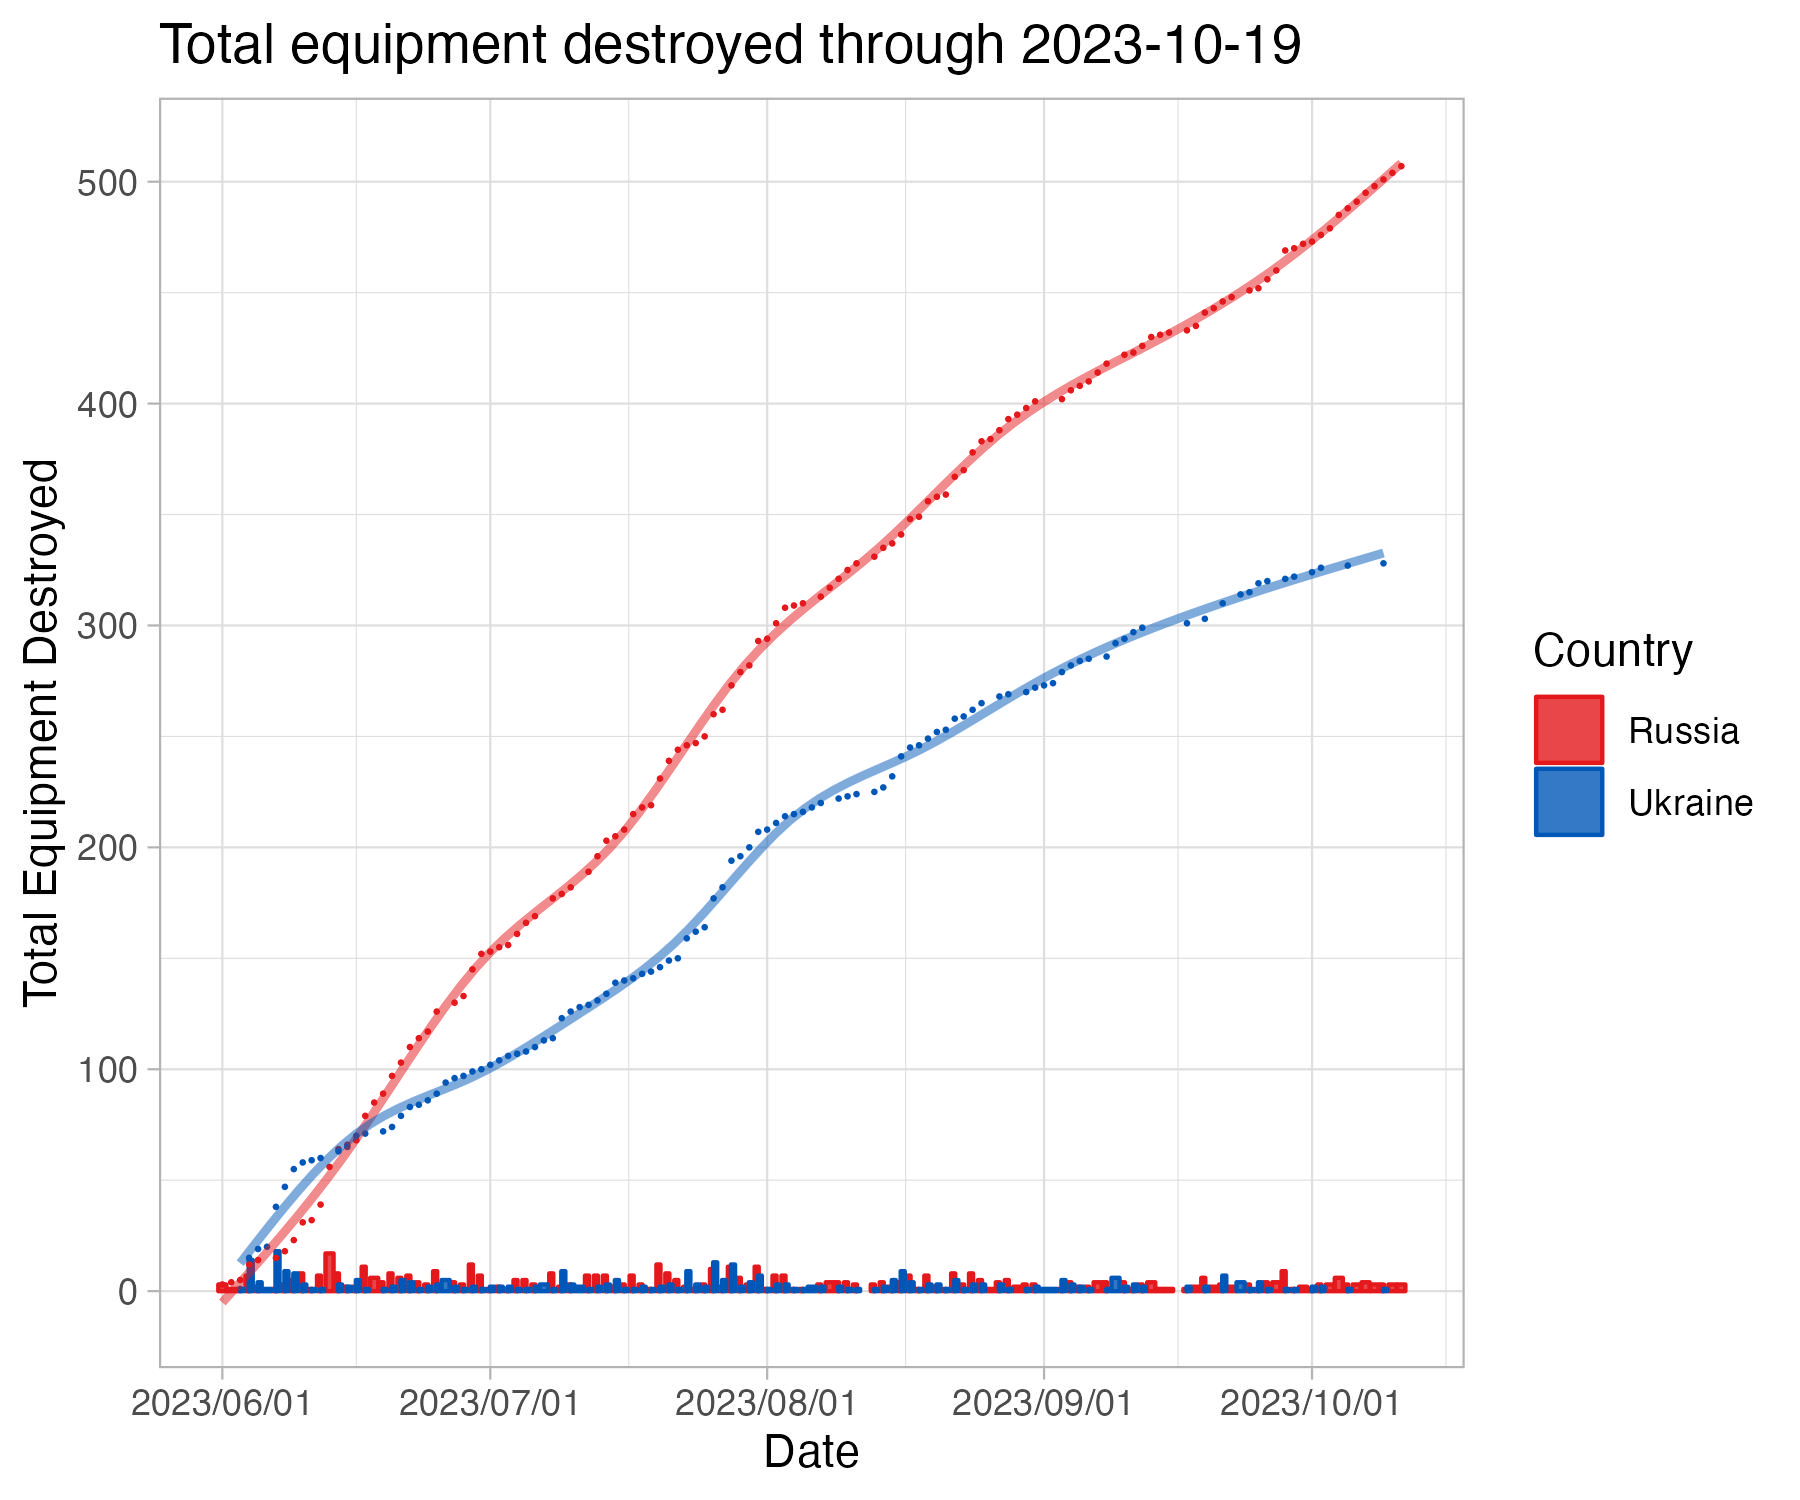 Total equipment destroyed through 2023-10-19
Total Equipment Destroyed
500
400
300
200
100
0
2023/06/01 2023/07/01 2023/08/01 2023/09/01 2023/10/01
Date
Country
Russia
Ukraine